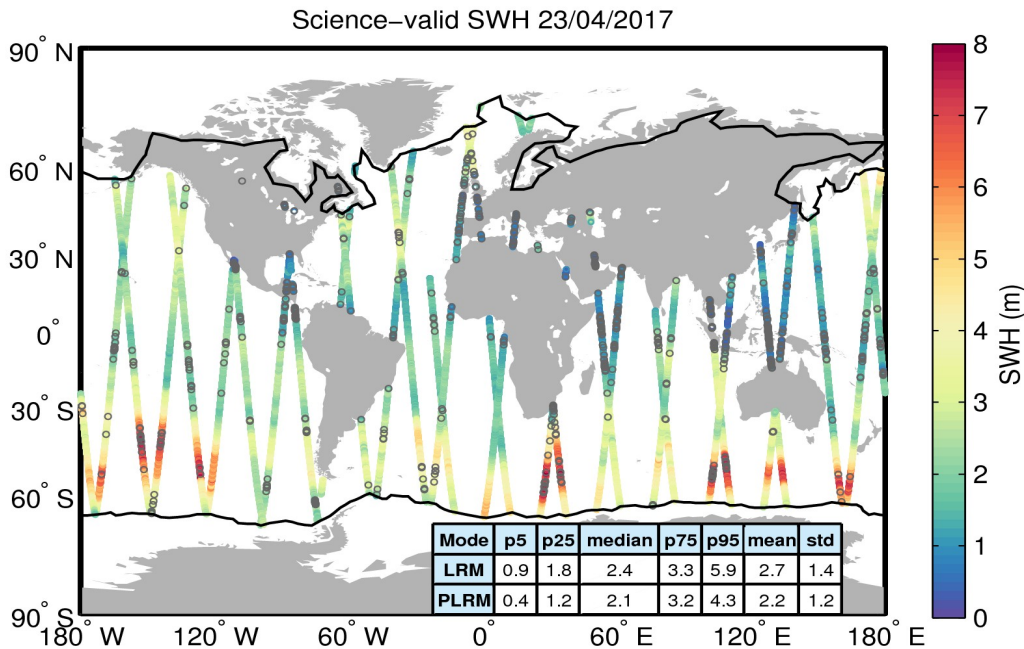 Science−valid SWH 23/04/2017
90° N
60° N
30° N
0°
30° S
60° S
90° S
180° W
120° W
60° W
0°
60° E
120° E
180° E
Mode p5 p25 median p75 p95 mean std
LRM 0.9 1.8 2.4 3.3 5.9 2.7 1.4
PLRM 0.4 1.2 2.1 3.2 4.3 2.2 1.2
8
7
6
5
4
3
2
1
0
SWH (m)